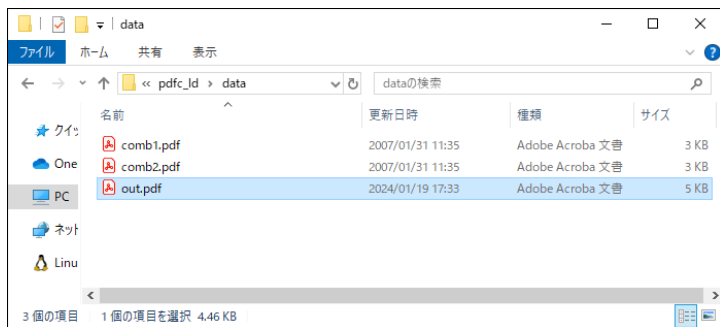 data
ファイル ホーム 共有 表示
« pdfc_ld › data dataの検索
名前 更新日時 種類 サイズ
クイッ
One
PC
ネット
Linu
comb1.pdf 2007/01/31 11:35 Adobe Acroba 文書 3 KB
comb2.pdf 2007/01/31 11:35 Adobe Acroba 文書 3 KB
out.pdf 2024/01/19 17:33 Adobe Acroba 文書 5 KB
3 個の項目 1 個の項目を選択 4.46 KB